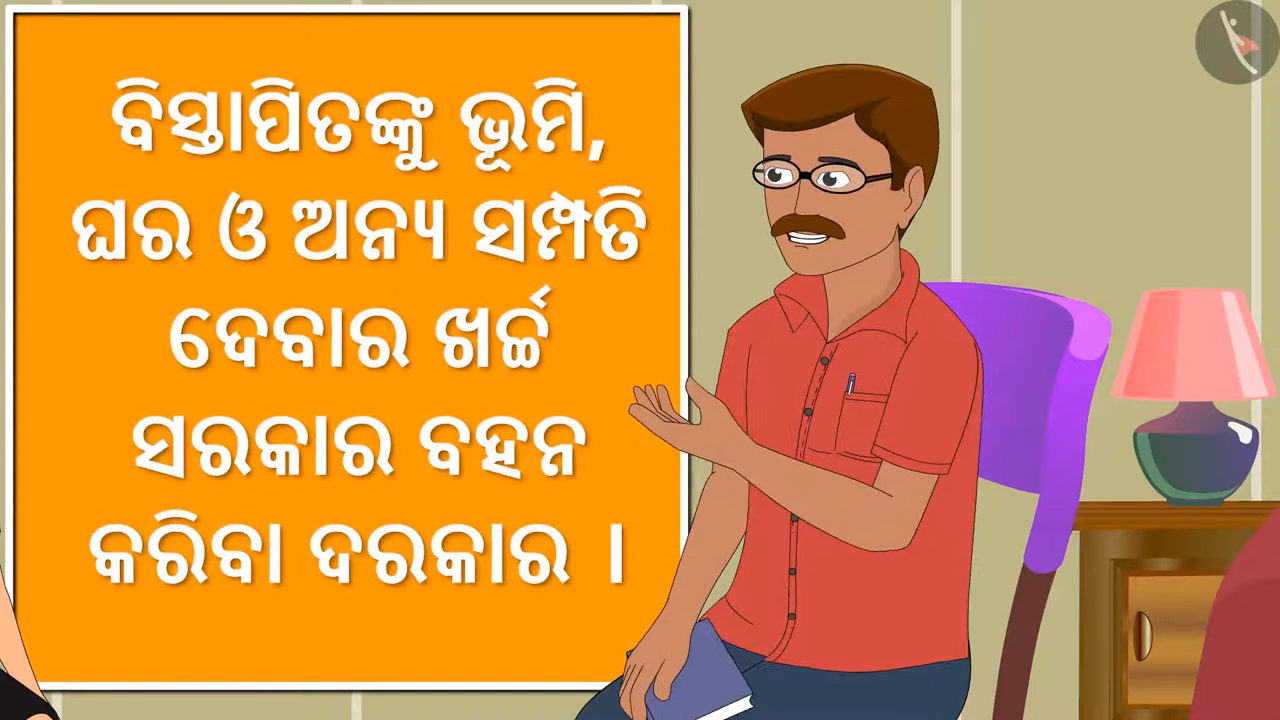 ବିସ୍ତାପିତଙ୍କୁ ଭୂମି,
ଘର ଓ ଅନ୍ୟ ସମ୍ପତି
ଦେବାର ଖର୍ଚ୍ଚ
ସରକାର ବହନ
କରିବା ଦରକାର ।